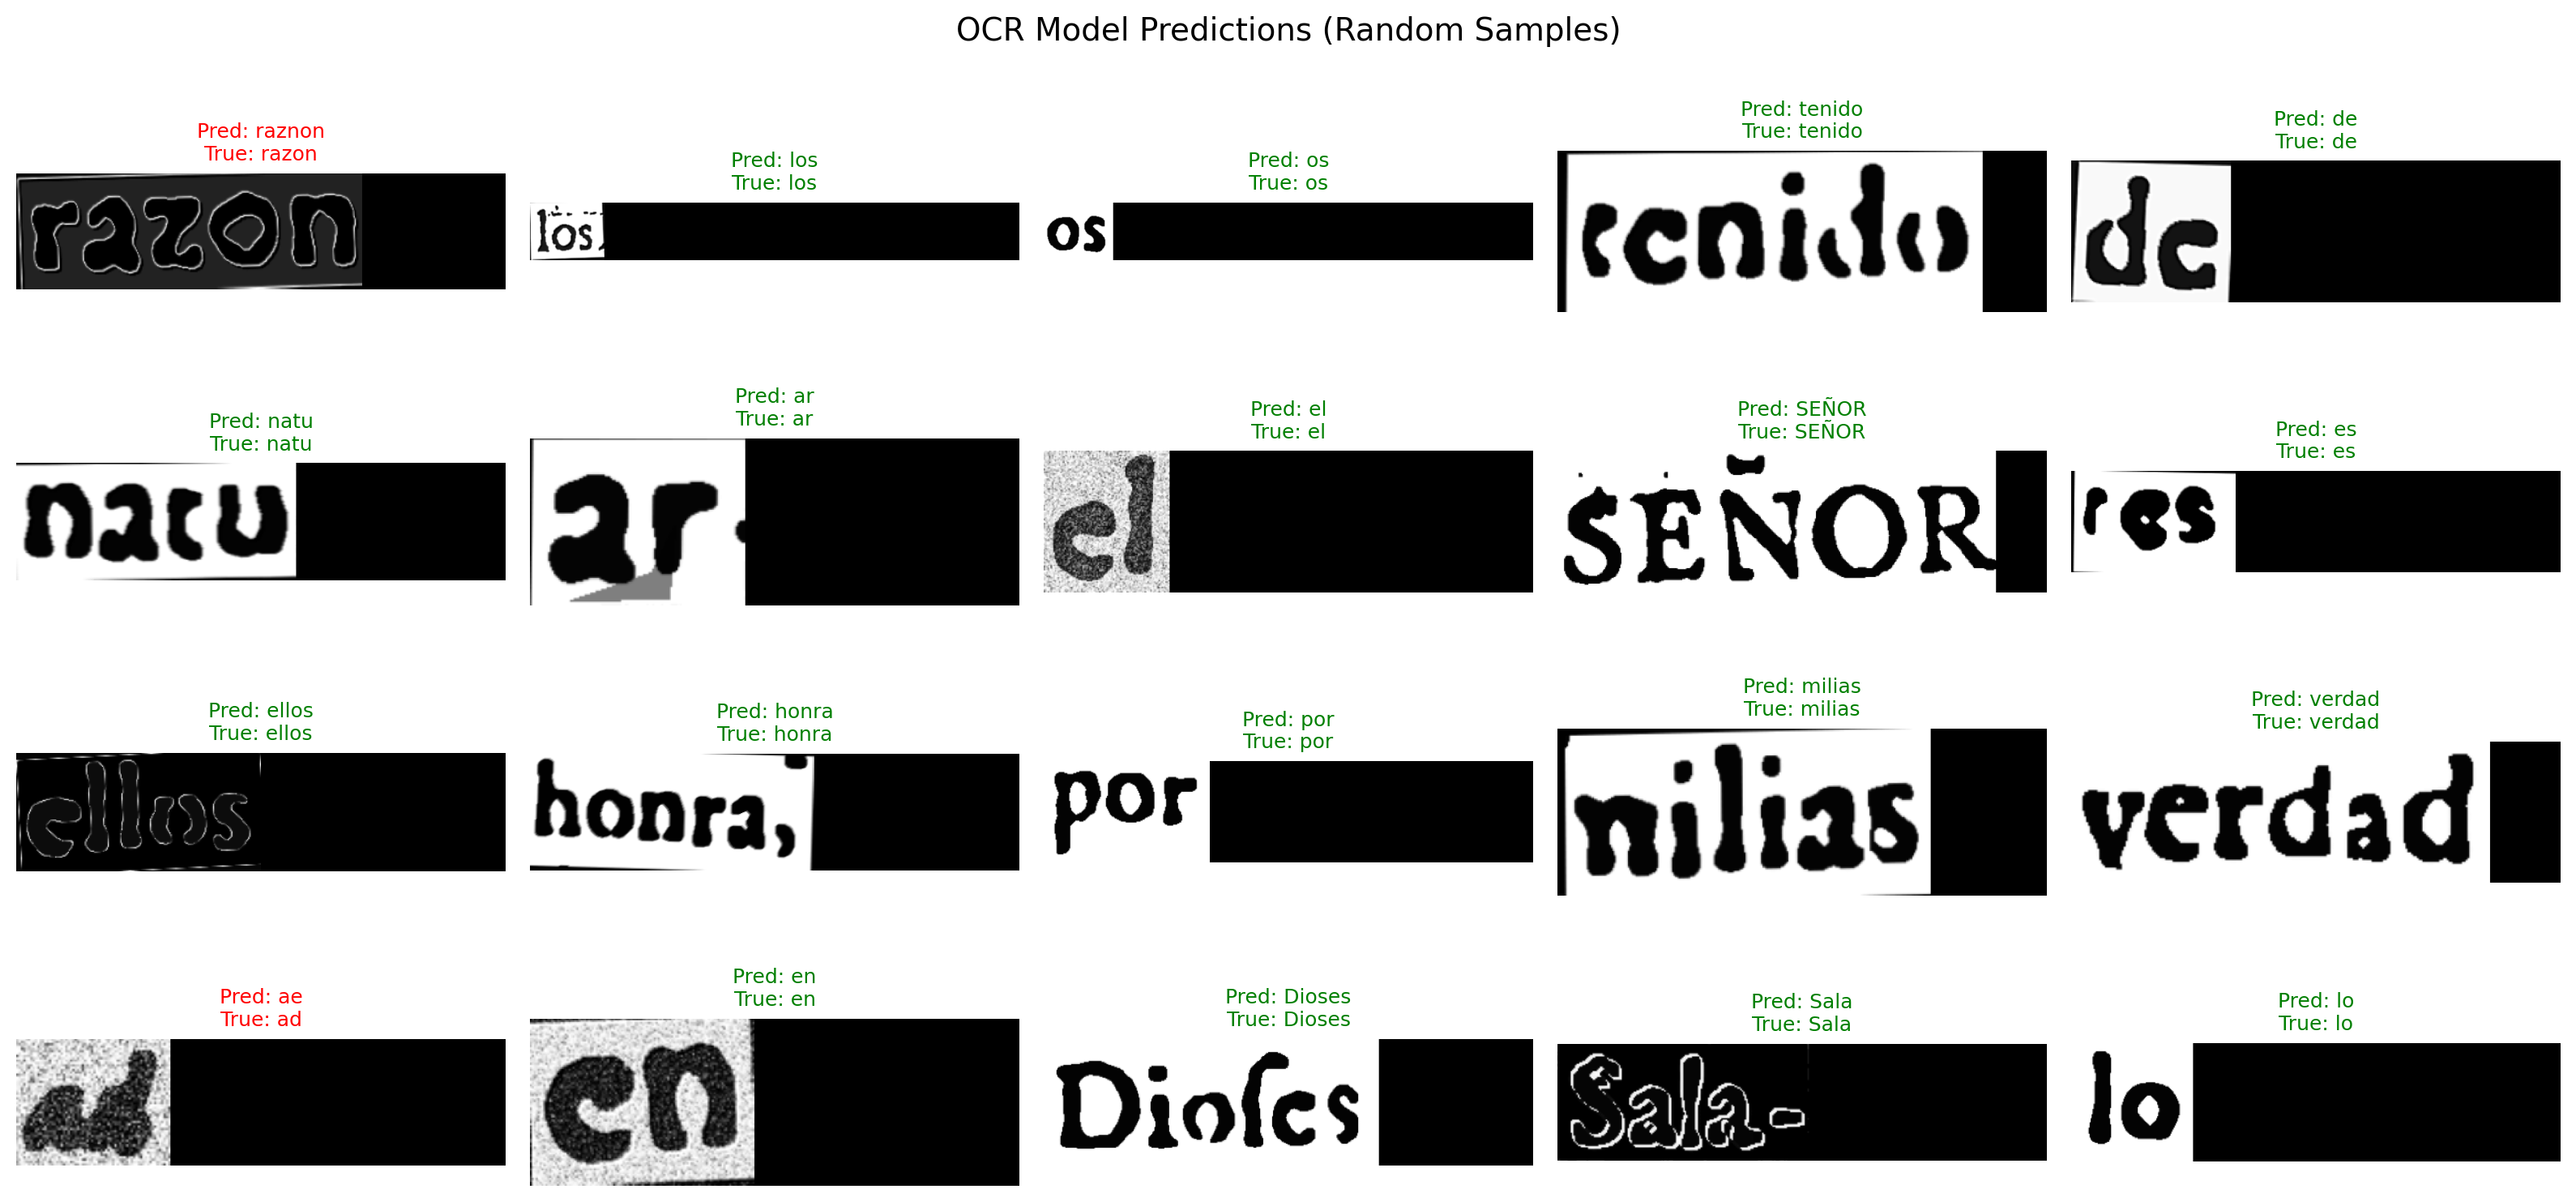 OCR Model Predictions (Random Samples)
Pred: raznon
True: razon
razon
Pred: los
True: los
los
Pred: os
True: os
os
Pred: tenido
True: tenido
tenido
Pred: de
True: de
de
Pred: natu
True: natu
natu
Pred: ar
True: ar
ar
Pred: el
True: el
el
Pred: SEÑOR
True: SEÑOR
SEÑOR
Pred: es
True: es
res
Pred: ellos
True: ellos
ellos
Pred: honra
True: honra
honra,
Pred: por
True: por
por
Pred: milias
True: milias
milias
Pred: verdad
True: verdad
verdad
Pred: ae
True: ad
ad
Pred: en
True: en
en
Pred: Dioses
True: Dioses
Dioſes
Pred: Sala
True: Sala
Sala-
Pred: lo
True: lo
lo